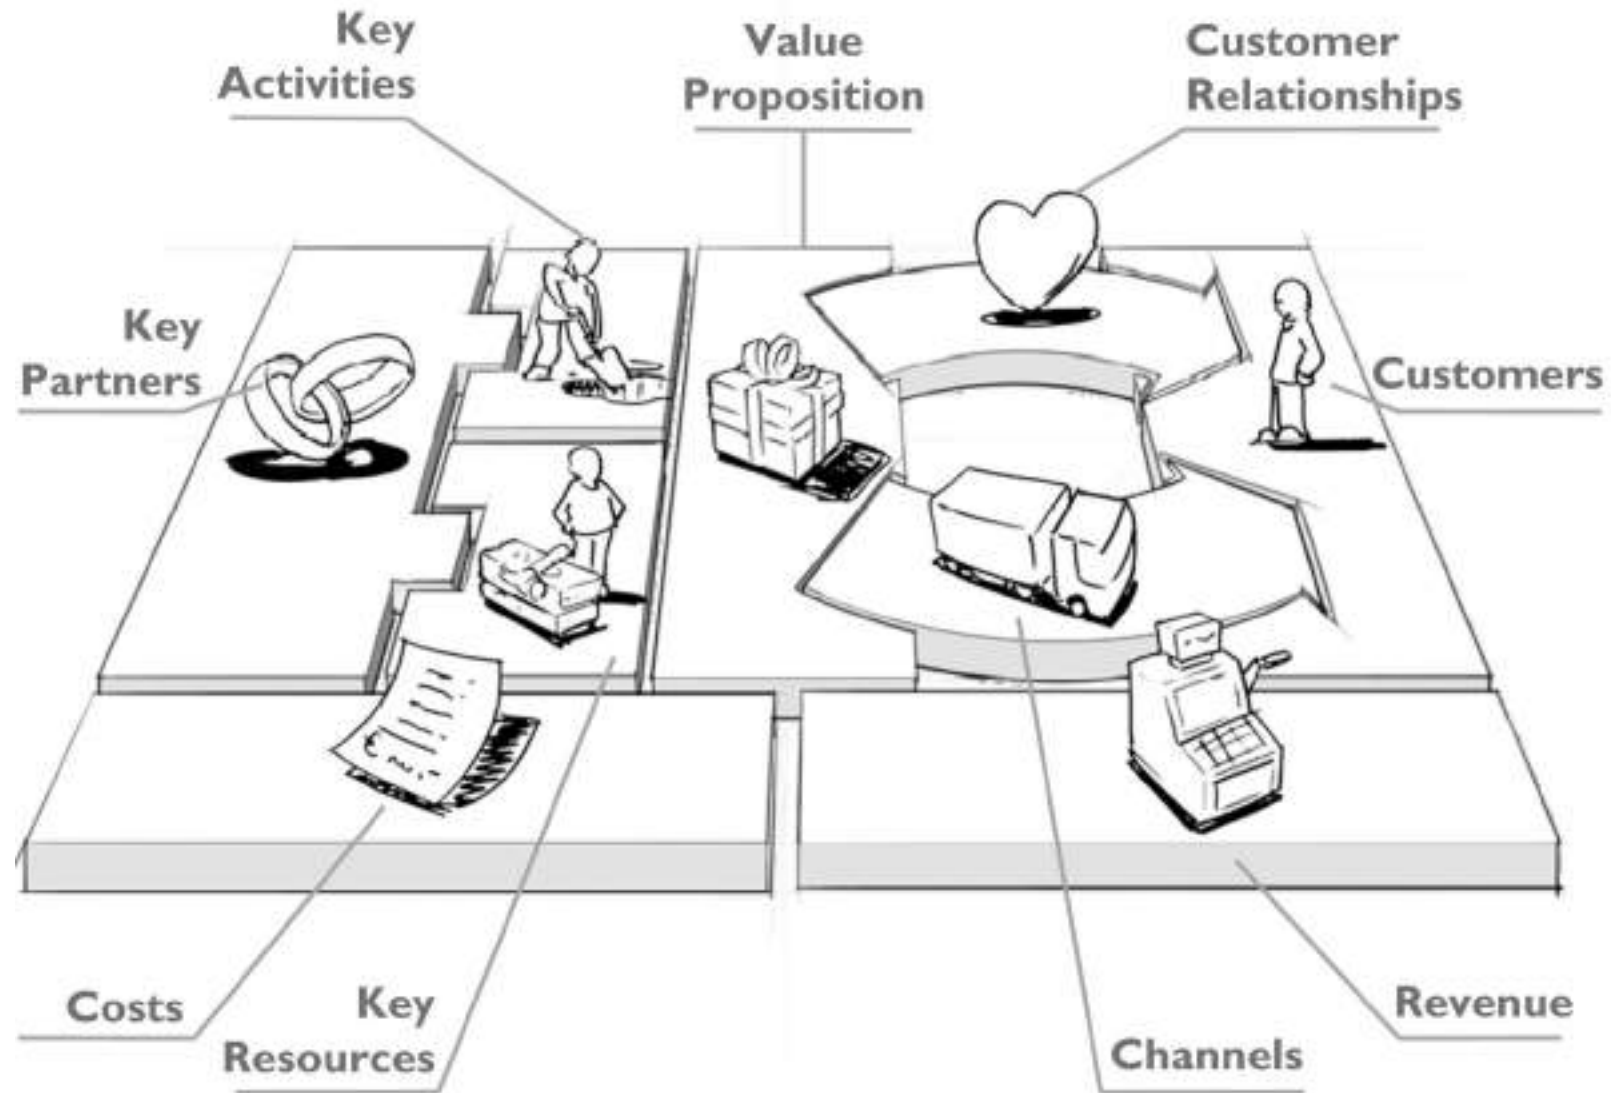 Key
Activities
Value
Proposition
Customer
Relationships
Key
Partners
Customers
Costs
Key
Resources
Channels
Revenue